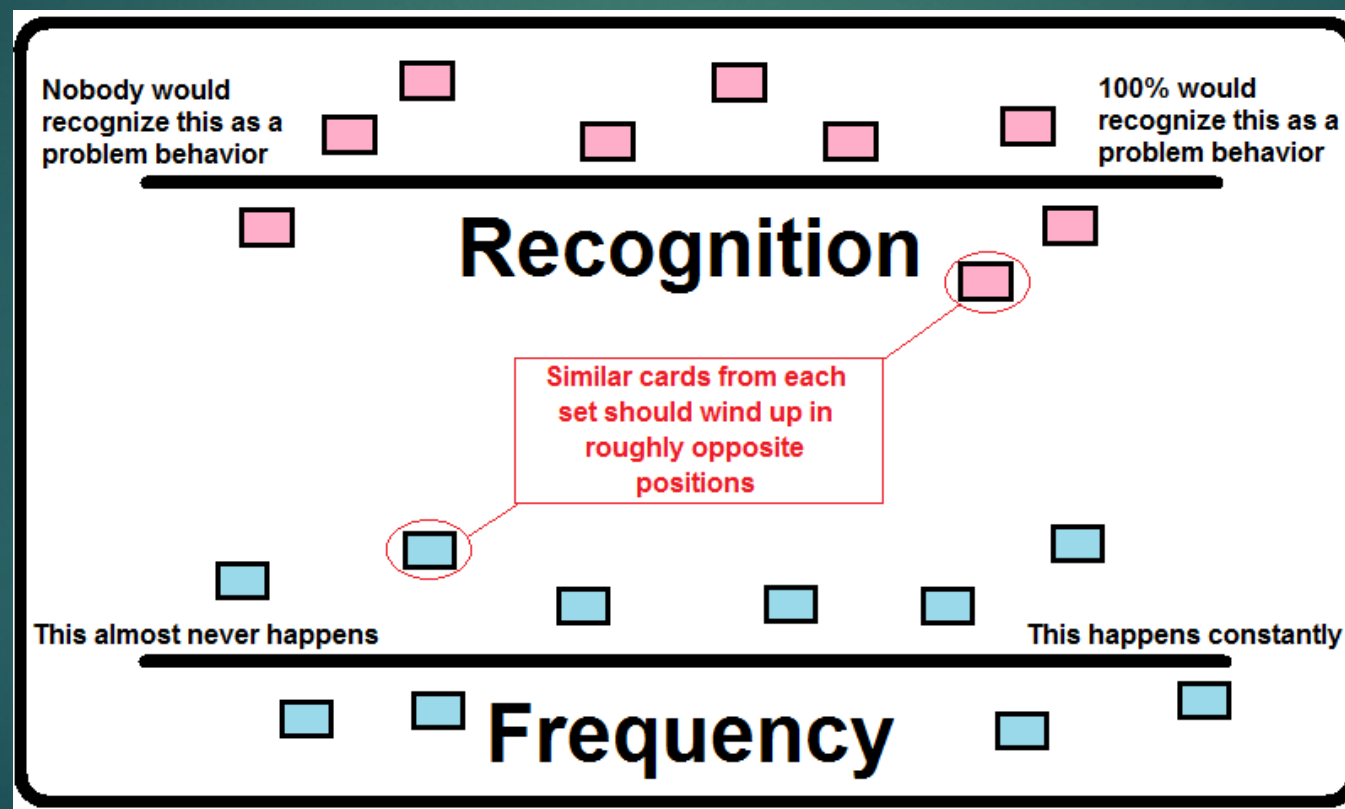 Nobody would
recognize this as a
problem behavior
100% would
recognize this as a
problem behavior
Recognition
Similar cards from each
set should wind up in
roughly opposite
positions
This almost never happens
This happens constantly
Frequency